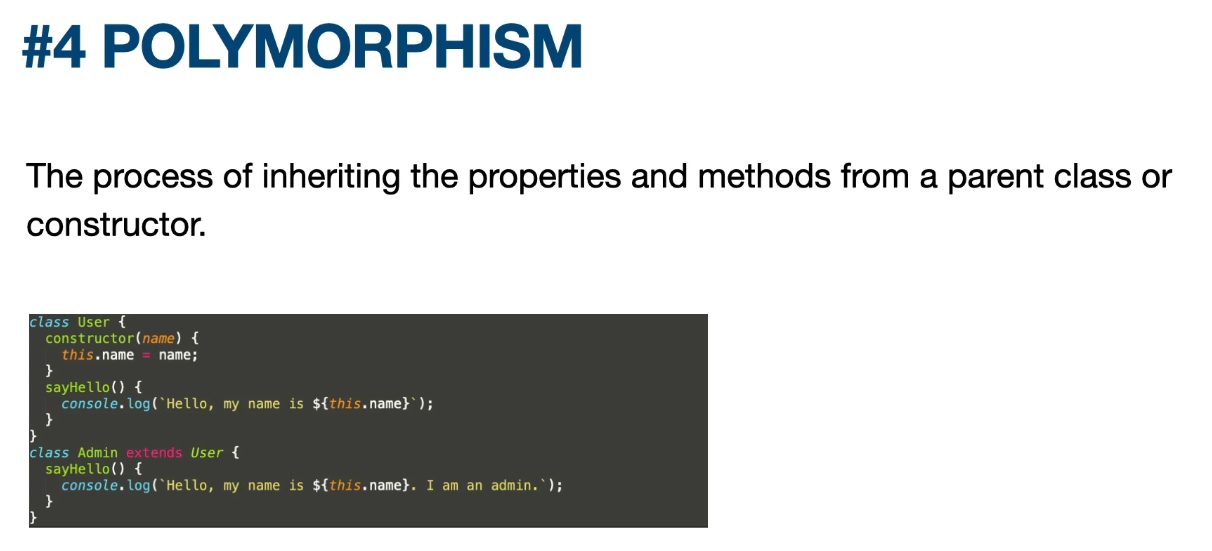 #4 POLYMORPHISM
The process of inheriting the properties and methods from a parent class or
constructor.
class User {
  constructor(name) {
    this.name = name;
  }
  sayHello() {
    console.log(`Hello, my name is ${this.name}`);
  }
}
class Admin extends User {
  sayHello() {
    console.log(`Hello, my name is ${this.name}. I am an admin.`);
  }
}